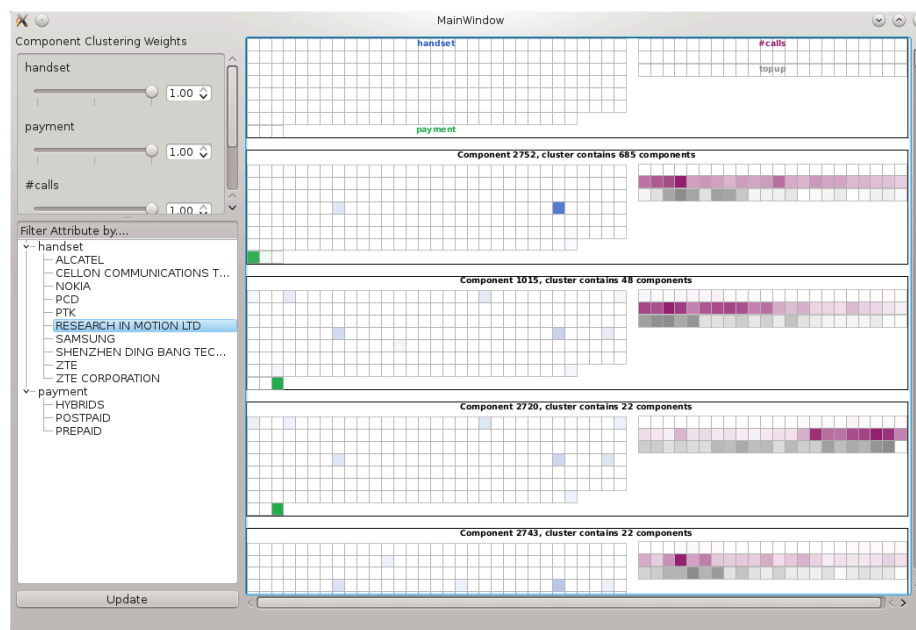 MainWindow
Component Clustering Weights
handset
1.00
payment
1.00
#calls
1.00
Filter Attribute by....
handset
ALCATEL
CELLON COMMUNICATIONS T...
NOKIA
PCD
PTK
RESEARCH IN MOTION LTD
SAMSUNG
SHENZHEN DING BANG TEC...
ZTE
ZTE CORPORATION
payment
HYBRIDS
POSTPAID
PREPAID
Update
handset
#calls
topup
payment
Component 2752, cluster contains 685 components
Component 1015, cluster contains 48 components
Component 2720, cluster contains 22 components
Component 2743, cluster contains 22 components